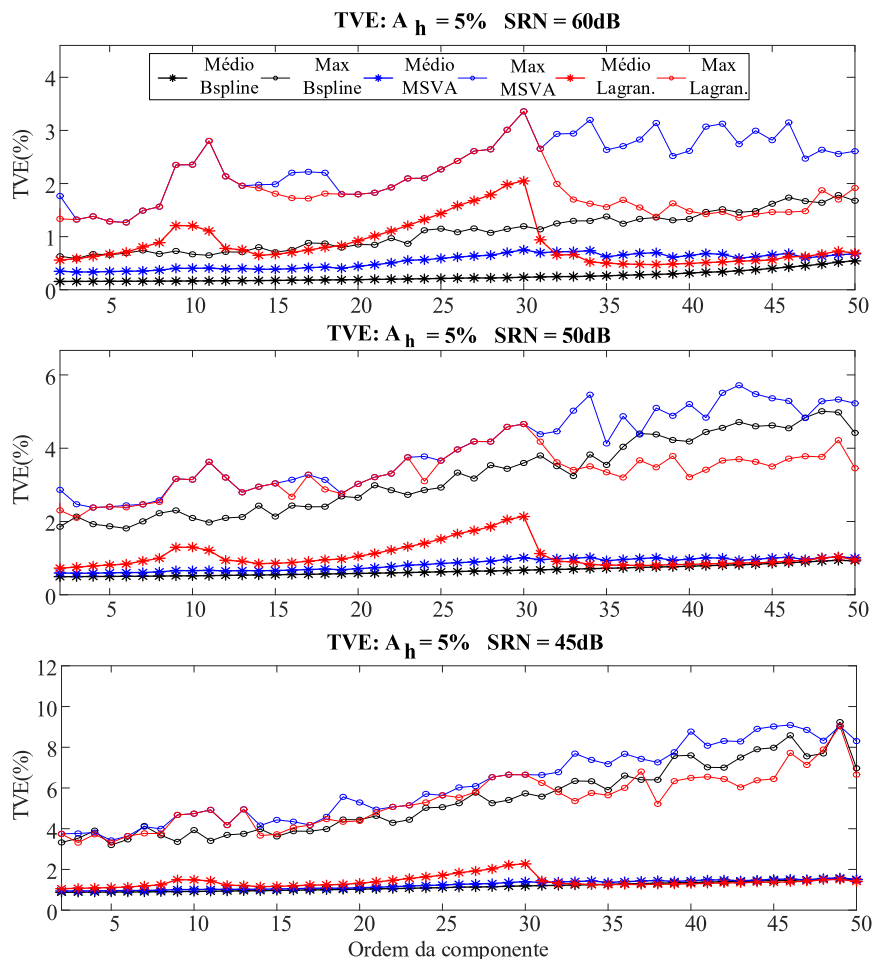 TVE: A h = 5% SRN = 60dB
4
3
2
1
0
TVE(%)
Médio Bspline
Max Bspline
Médio MSVA
Max MSVA
Médio Lagran.
Max Lagran.
5 10 15 20 25 30 35 40 45 50
TVE: A h = 5% SRN = 50dB
6
4
2
0
TVE(%)
5 10 15 20 25 30 35 40 45 50
TVE: A h = 5% SRN = 45dB
12
10
8
6
4
2
0
TVE(%)
5 10 15 20 25 30 35 40 45 50
Ordem da componente